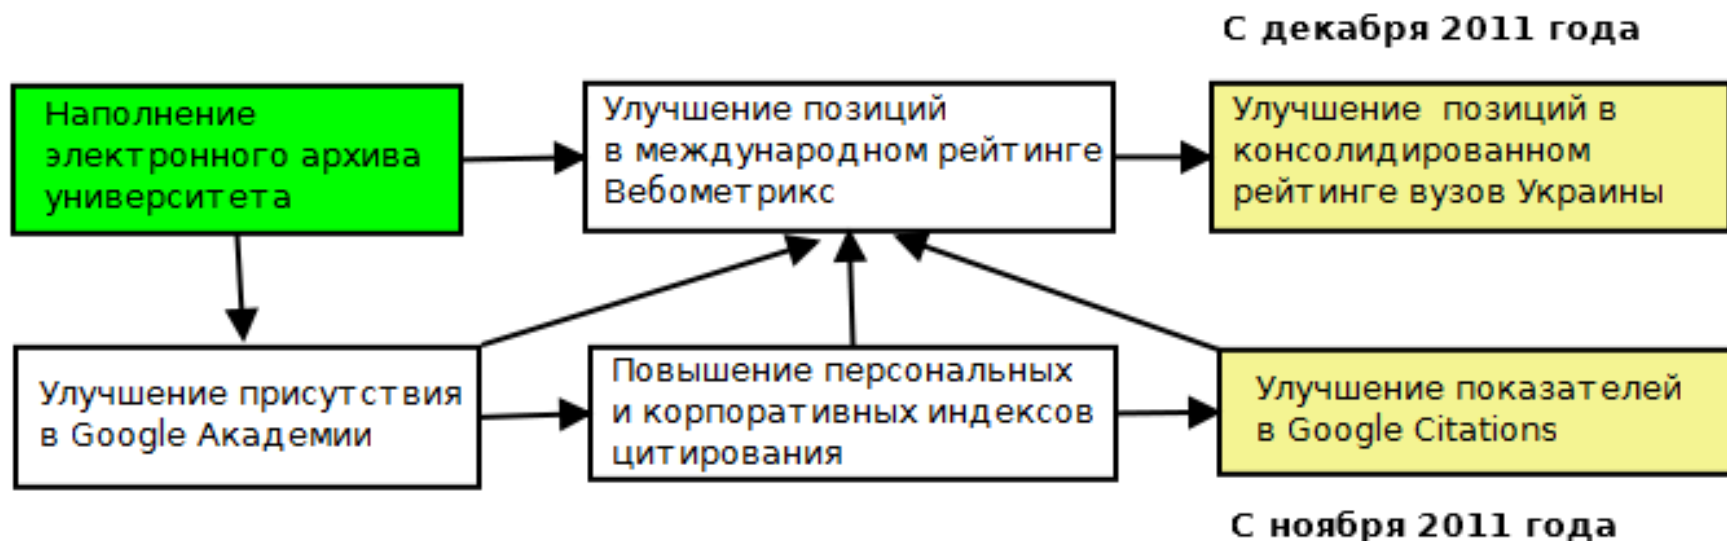 С декабря 2011 года
Наполнение
электронного архива
университета
Улучшение позиций
в международном рейтинге
Вебометрикс
Улучшение позиций в
консолидированном
рейтинге вузов Украины
Улучшение присутствия
в Google Академии
Повышение персональных
и корпоративных индексов
цитирования
Улучшение показателей
в Google Citations
С ноября 2011 года